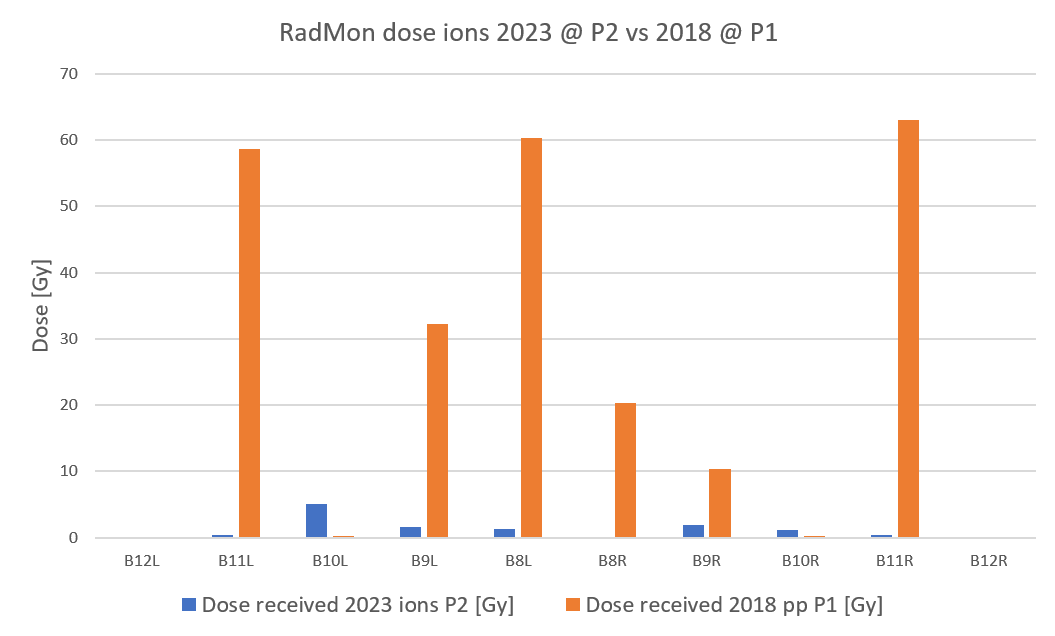 RadMon dose ions 2023 @ P2 vs 2018 @ P1
Dose [Gy]
70
60
50
40
30
20
10
0
B12L B11L B10L B9L B8L B8R B9R B10R B11R B12R
Dose received 2023 ions P2 [Gy] Dose received 2018 pp P1 [Gy]